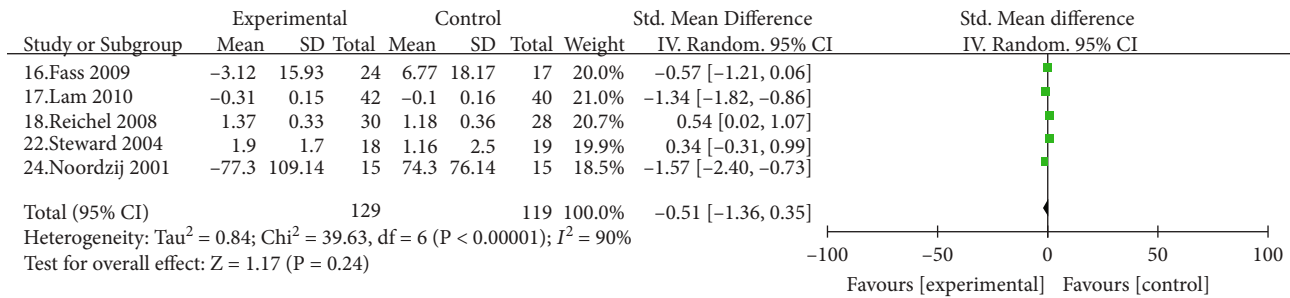 Experimental Control Std. Mean Difference Std. Mean difference
Study or Subgroup Mean SD Total Mean SD Total Weight IV. Random. 95% CI IV. Random. 95% CI
16.Fass 2009 –3.12 15.93 24 6.77 18.17 17 20.0% –0.57 [–1.21, 0.06]
17.Lam 2010 –0.31 0.15 42 –0.1 0.16 40 21.0% –1.34 [–1.82, –0.86]
18.Reichel 2008 1.37 0.33 30 1.18 0.36 28 20.7% 0.54 [0.02, 1.07]
22.Steward 2004 1.9 1.7 18 1.16 2.5 19 19.9% 0.34 [–0.31, 0.99]
24.Noordzij 2001 –77.3 109.14 15 74.3 76.14 15 18.5% –1.57 [–2.40, –0.73]
Total (95% CI) 129 119 100.0% –0.51 [–1.36, 0.35]
Heterogeneity: Tau² = 0.84; Chi² = 39.63, df = 6 (P < 0.00001); I² = 90%
Test for overall effect: Z = 1.17 (P = 0.24)
–100 –50 0 50 100
Favours [experimental] Favours [control]